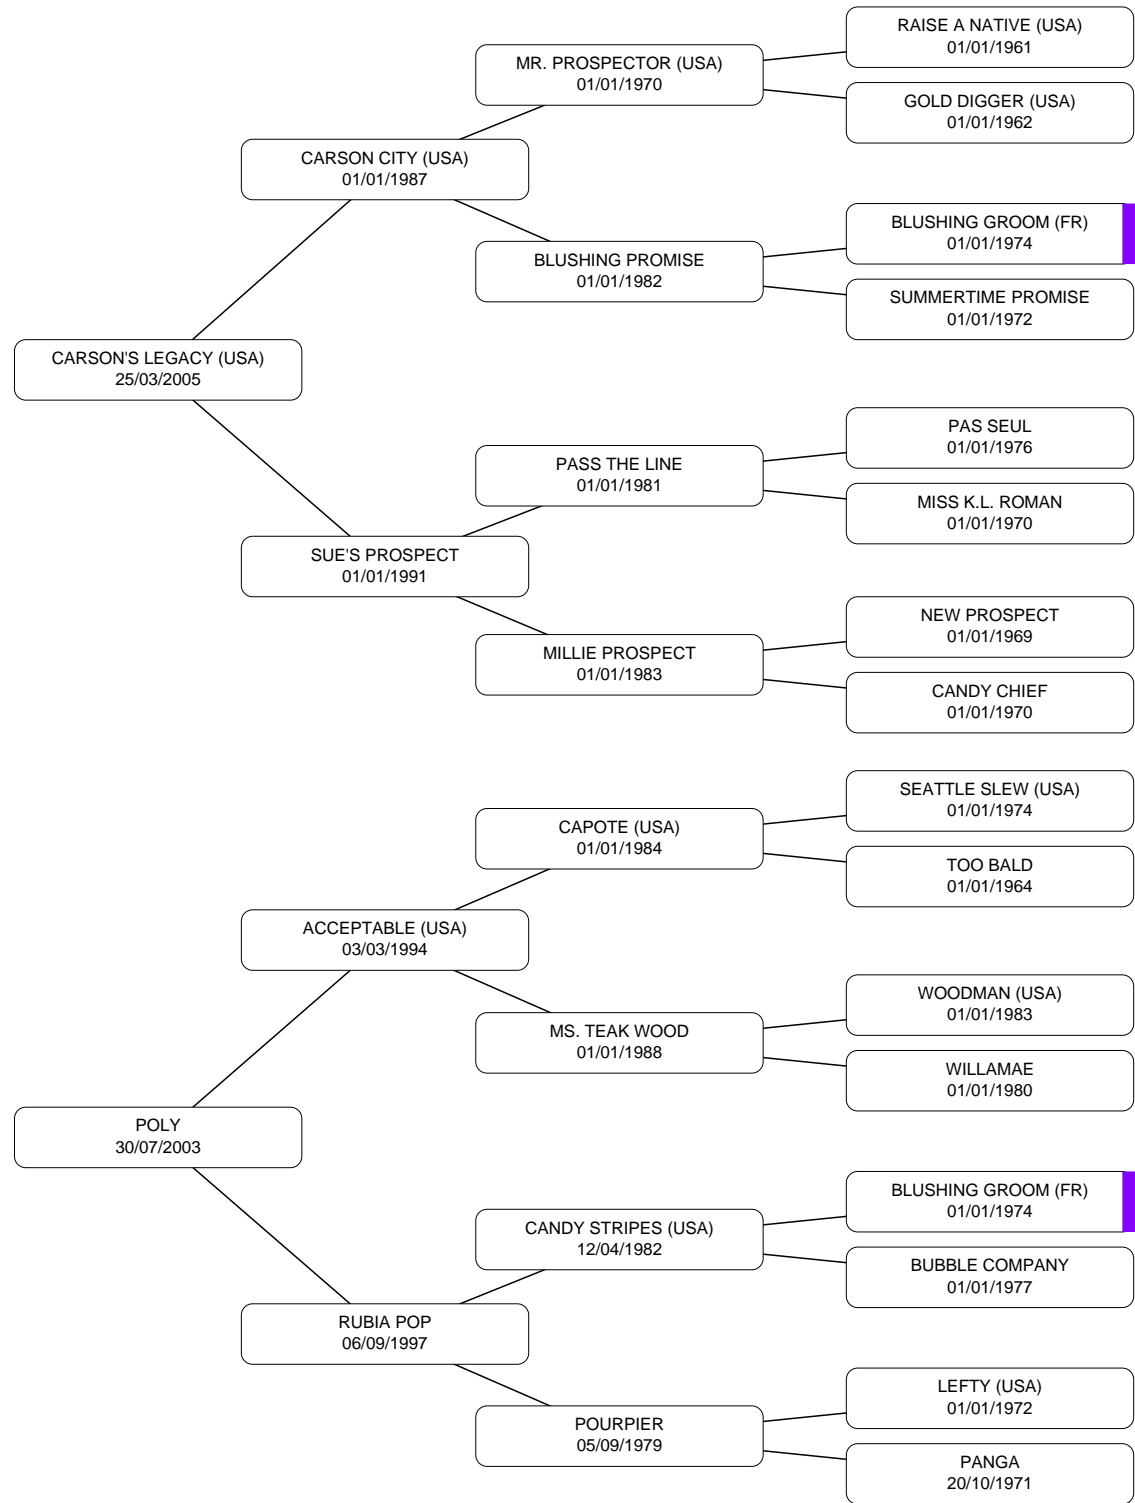 RAISE A NATIVE (USA)
01/01/1961
MR. PROSPECTOR (USA)
01/01/1970
GOLD DIGGER (USA)
01/01/1962
CARSON CITY (USA)
01/01/1987
BLUSHING GROOM (FR)
01/01/1974
BLUSHING PROMISE
01/01/1982
SUMMERTIME PROMISE
01/01/1972
CARSON'S LEGACY (USA)
25/03/2005
PAS SEUL
01/01/1976
PASS THE LINE
01/01/1981
MISS K.L. ROMAN
01/01/1970
SUE'S PROSPECT
01/01/1991
NEW PROSPECT
01/01/1969
MILLIE PROSPECT
01/01/1983
CANDY CHIEF
01/01/1970
SEATTLE SLEW (USA)
01/01/1974
CAPOTE (USA)
01/01/1984
TOO BALD
01/01/1964
ACCEPTABLE (USA)
03/03/1994
WOODMAN (USA)
01/01/1983
MS. TEAK WOOD
01/01/1988
WILLAMAE
01/01/1980
POLY
30/07/2003
BLUSHING GROOM (FR)
01/01/1974
CANDY STRIPES (USA)
12/04/1982
BUBBLE COMPANY
01/01/1977
RUBIA POP
06/09/1997
LEFTY (USA)
01/01/1972
POURPIER
05/09/1979
PANGA
20/10/1971